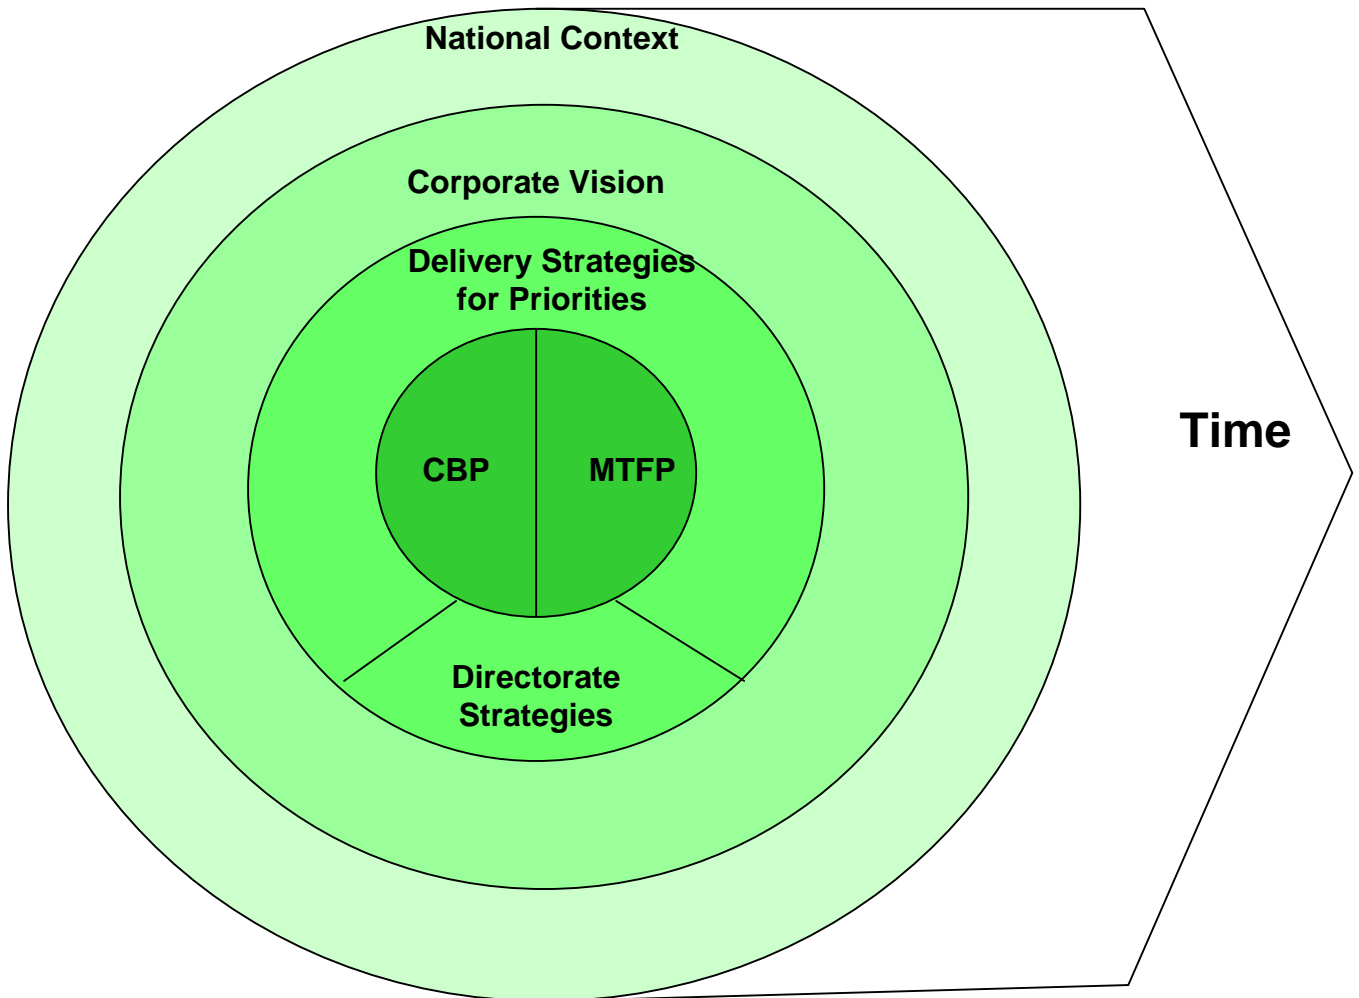 National Context
Corporate Vision
Delivery Strategies
for Priorities
CBP
MTFP
Time
Directorate
Strategies